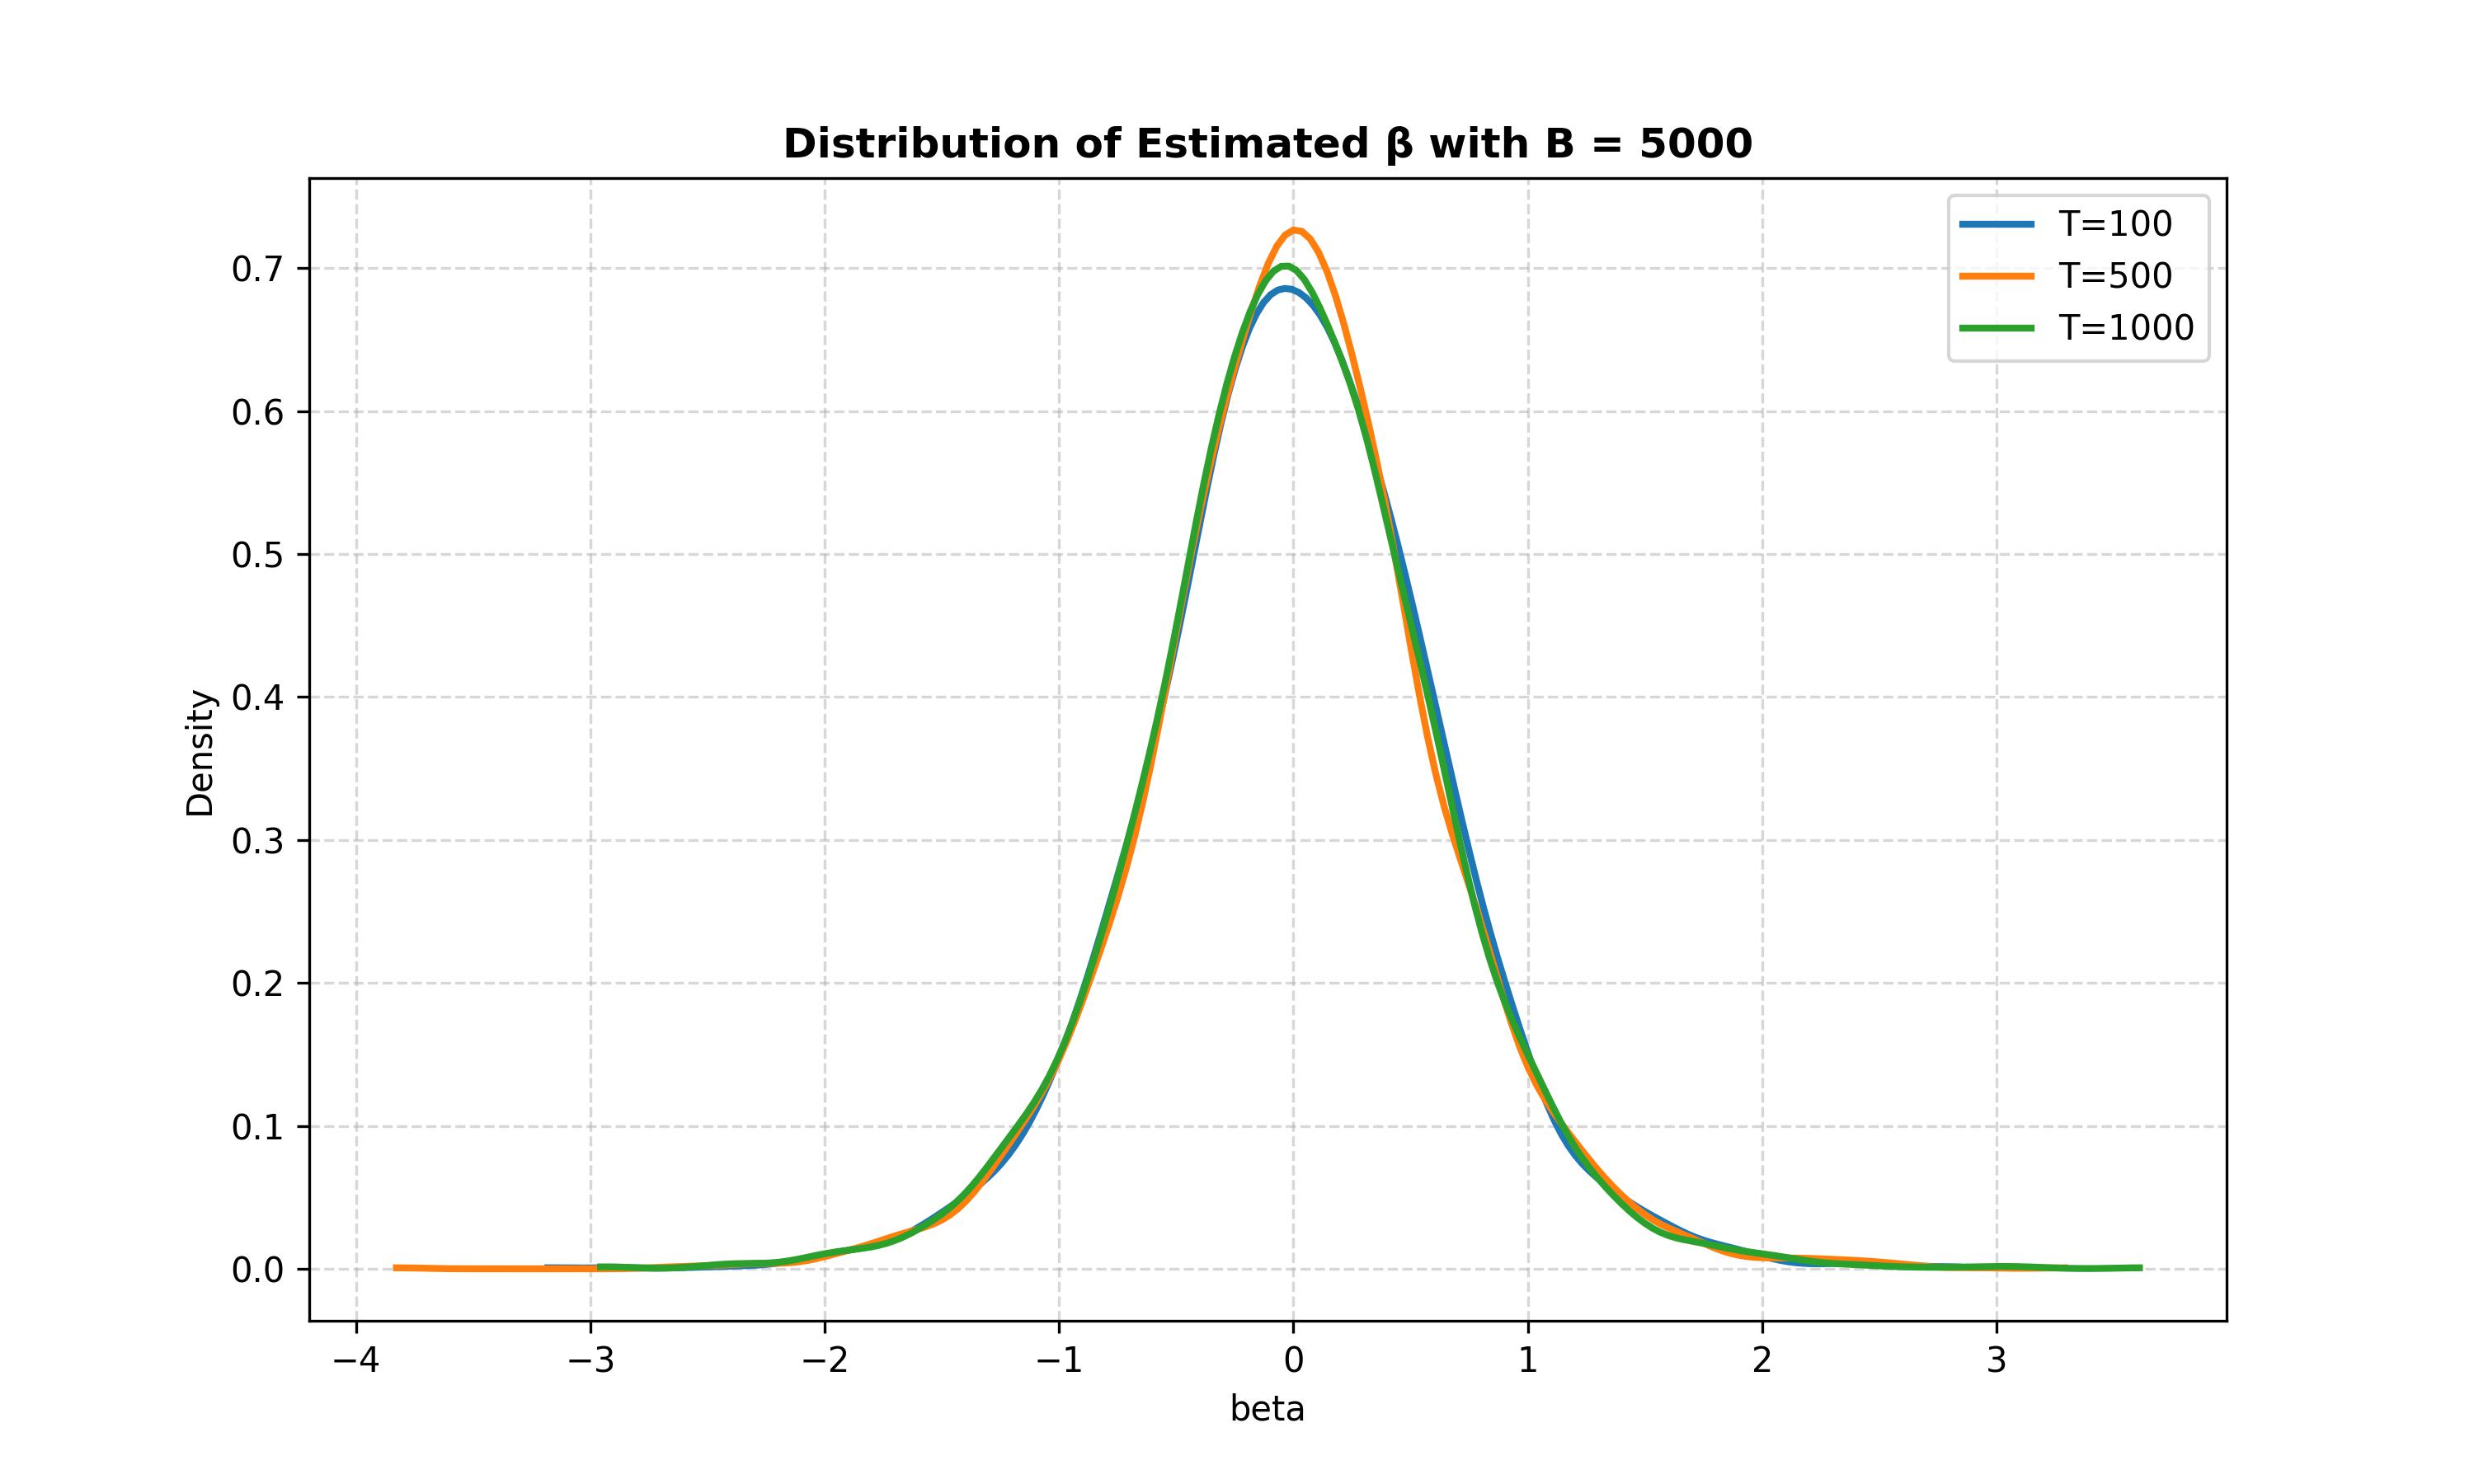 Distribution of Estimated β with B = 5000
T=100
T=500
T=1000
Density
0.7
0.6
0.5
0.4
0.3
0.2
0.1
0.0
−4 −3 −2 −1 0 1 2 3
beta